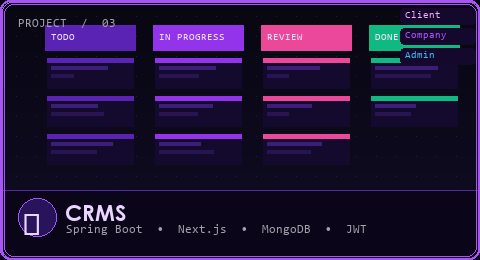 PROJECT / 03
Client
TODO
IN PROGRESS
REVIEW
DONE
Company
Admin
CRMS
Spring Boot • Next.js • MongoDB • JWT